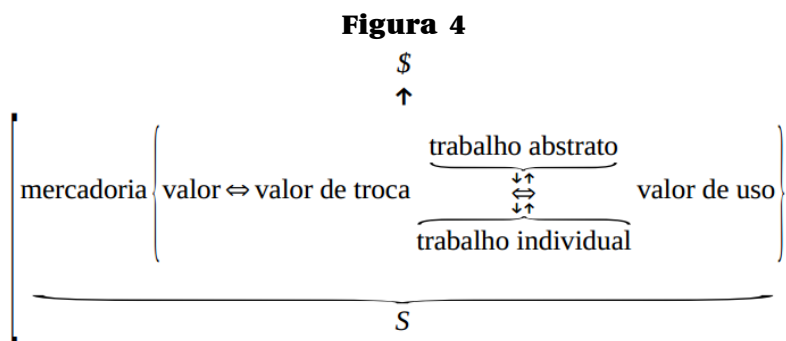 Figura 4
$
↑
trabalho abstrato
↓↑
mercadoria { valor ⇔ valor de troca ⇔ valor de uso }
↓↑
trabalho individual
S